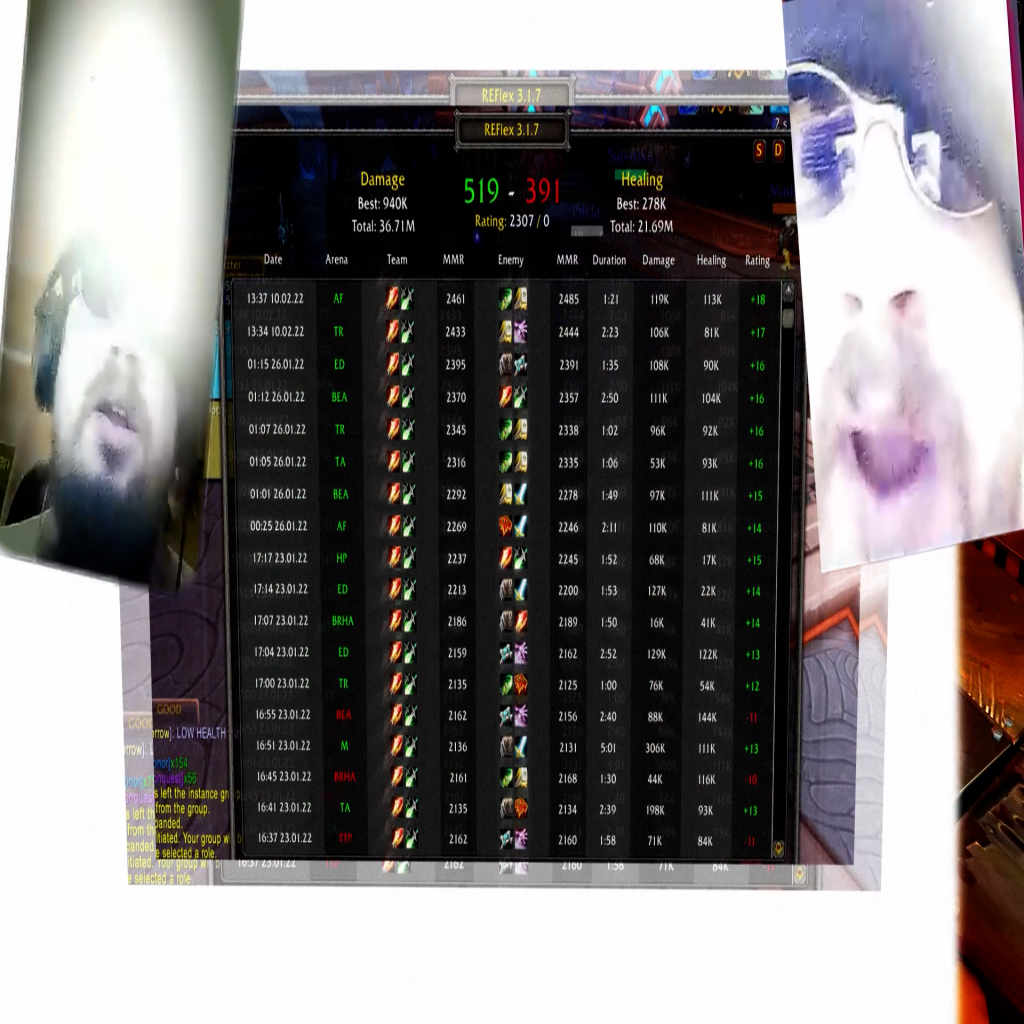 REFlex 3.1.7
REFlex 3.1.7
S D
Damage 519 - 391 Healing
Best: 940K Rating: 2307 / 0 Best: 278K
Total: 36.71M Total: 21.69M
Date Arena Team MMR Enemy MMR Duration Damage Healing Rating
13:37 10.02.22 AF 2461 2485 1:21 119K 113K +18
13:34 10.02.22 TR 2433 2444 2:23 106K 81K +17
01:15 26.01.22 ED 2395 2391 1:35 108K 90K +16
01:12 26.01.22 BEA 2370 2357 2:50 111K 104K +16
01:07 26.01.22 TR 2345 2338 1:02 96K 92K +16
01:05 26.01.22 TA 2316 2335 1:06 53K 93K +16
01:01 26.01.22 BEA 2292 2278 1:49 97K 111K +15
00:25 26.01.22 AF 2269 2246 2:11 110K 81K +14
17:17 23.01.22 HP 2237 2245 1:52 68K 17K +15
17:14 23.01.22 ED 2213 2200 1:53 127K 22K +14
17:07 23.01.22 BRHA 2186 2189 1:50 16K 41K +14
17:04 23.01.22 ED 2159 2162 2:52 129K 122K +13
17:00 23.01.22 TR 2135 2125 1:00 76K 54K +12
16:55 23.01.22 BEA 2162 2156 2:40 88K 144K -11
16:51 23.01.22 M 2136 2131 5:01 306K 111K +13
16:45 23.01.22 BRHA 2161 2168 1:30 44K 116K -10
16:41 23.01.22 TA 2135 2134 2:39 198K 93K +13
16:37 23.01.22 TTP 2162 2160 1:58 71K 84K -11
16:37 23.01.22 2162 2160 1:58 71K 84K
GOOD
GOOD
rrow]: LOW HEALTH
onor]x154
onquest]x56
s left the instance gr
from the group.
panded.
itiated. Your group w
e selected a role.
itiated. Your group w
e selected a role.